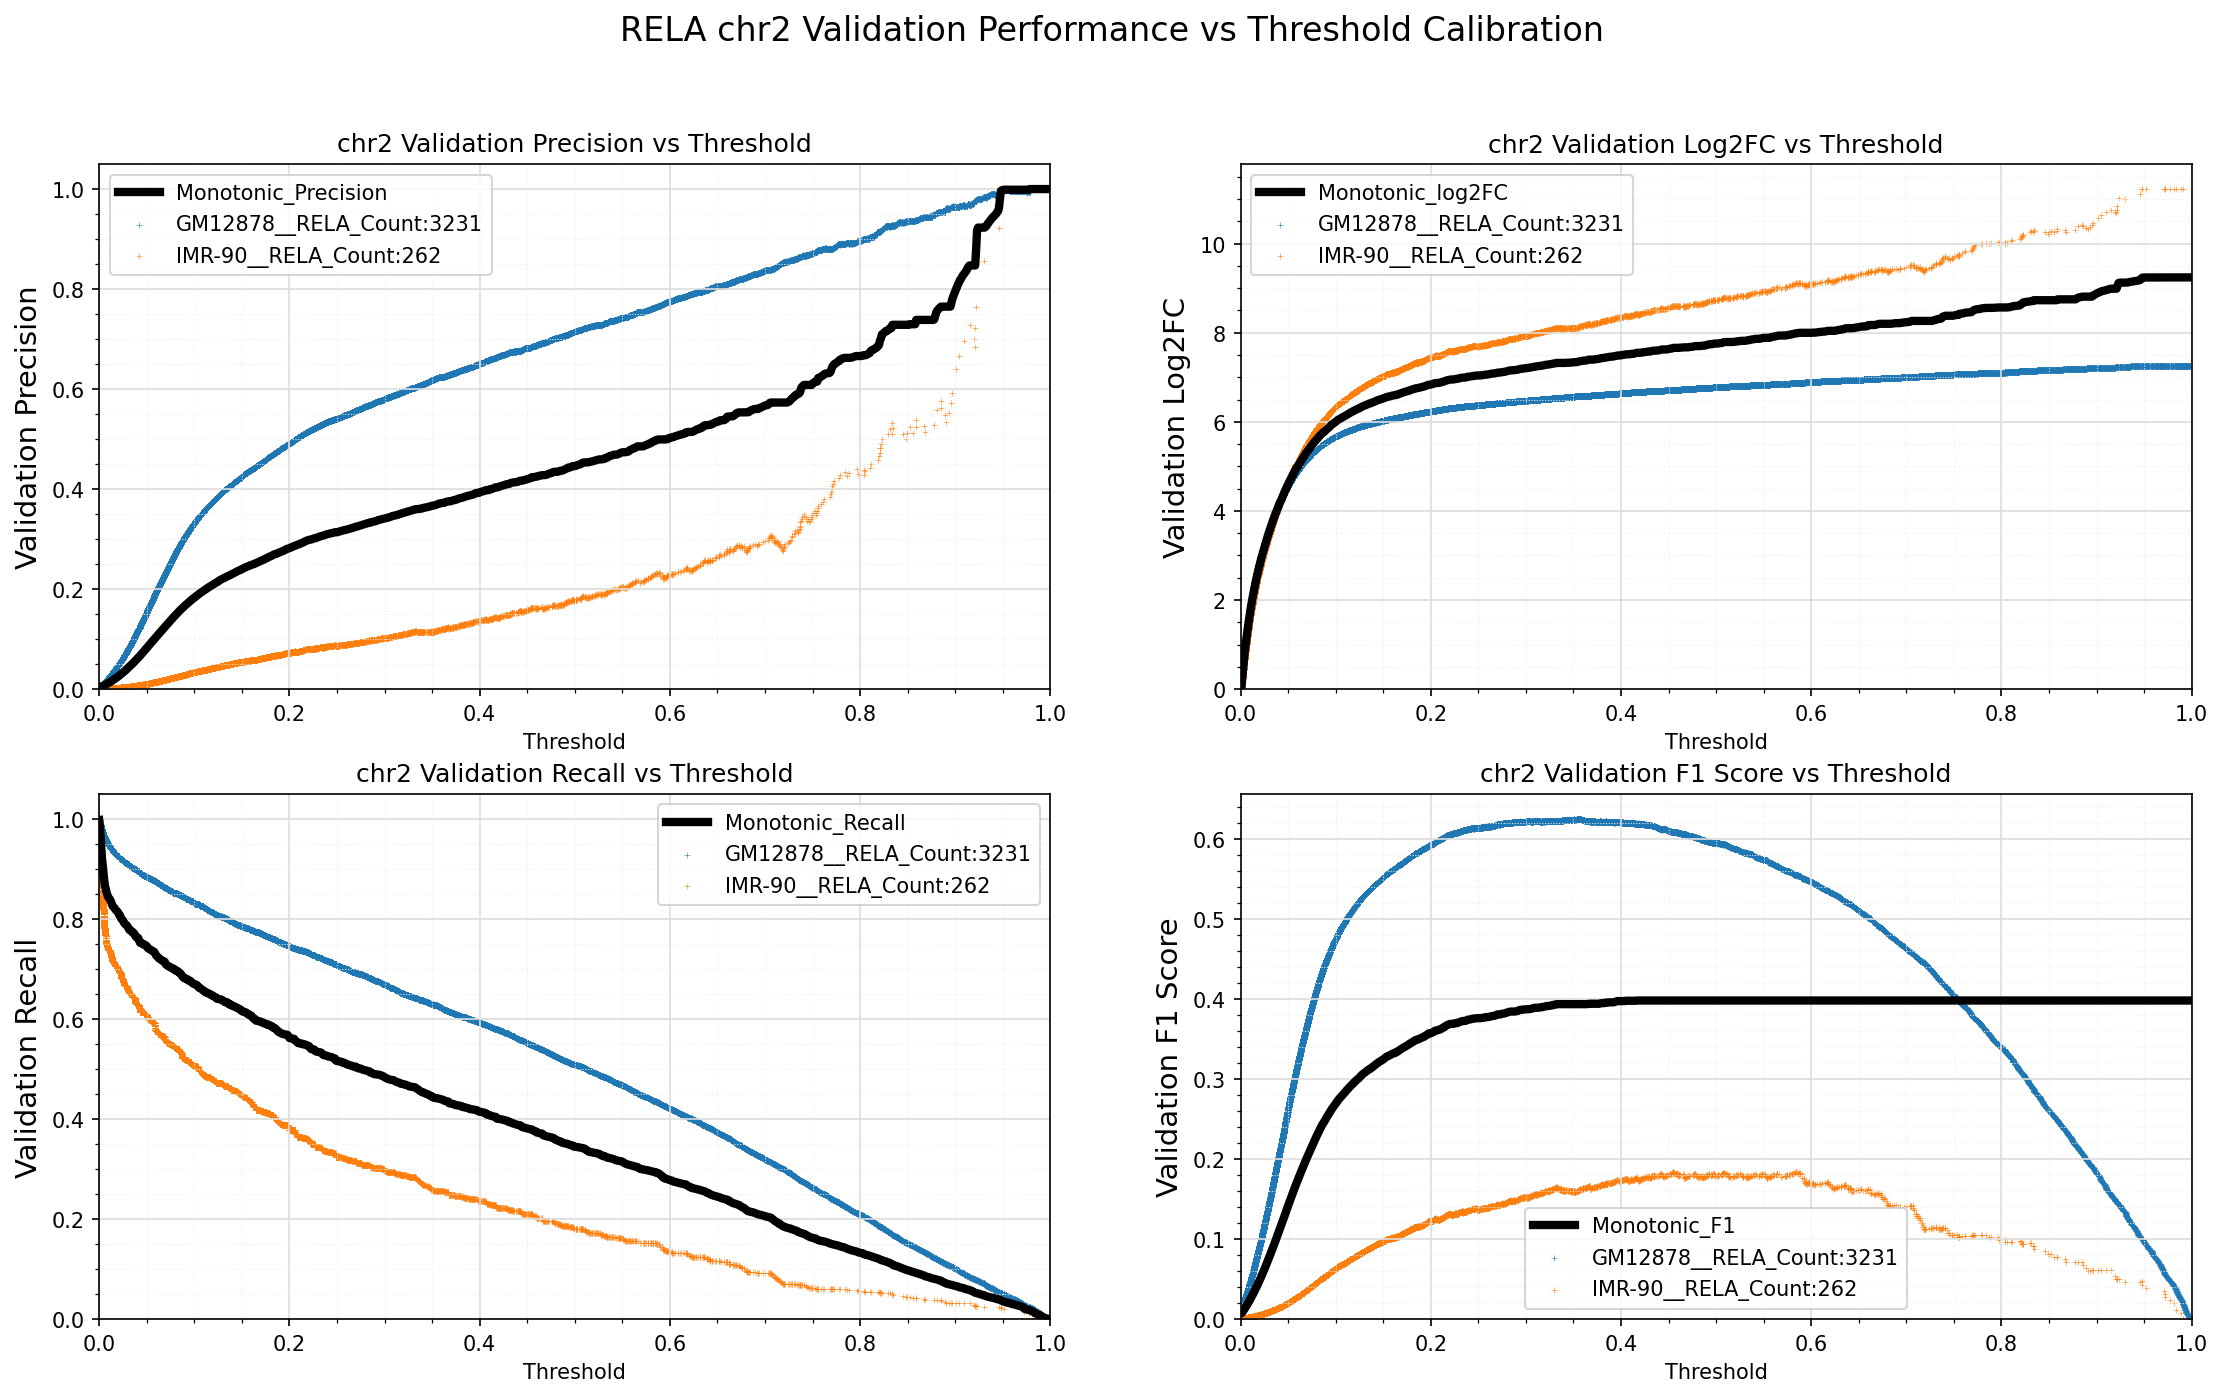 RELA chr2 Validation Performance vs Threshold Calibration
chr2 Validation Precision vs Threshold
Validation Precision
1.0
0.8
0.6
0.4
0.2
0.0
Monotonic_Precision
GM12878__RELA_Count:3231
IMR-90__RELA_Count:262
0.0 0.2 0.4 0.6 0.8 1.0
Threshold
chr2 Validation Log2FC vs Threshold
Validation Log2FC
10
8
6
4
2
0
Monotonic_log2FC
GM12878__RELA_Count:3231
IMR-90__RELA_Count:262
0.0 0.2 0.4 0.6 0.8 1.0
Threshold
chr2 Validation Recall vs Threshold
Validation Recall
1.0
0.8
0.6
0.4
0.2
0.0
Monotonic_Recall
GM12878__RELA_Count:3231
IMR-90__RELA_Count:262
0.0 0.2 0.4 0.6 0.8 1.0
Threshold
chr2 Validation F1 Score vs Threshold
Validation F1 Score
0.6
0.5
0.4
0.3
0.2
0.1
0.0
Monotonic_F1
GM12878__RELA_Count:3231
IMR-90__RELA_Count:262
0.0 0.2 0.4 0.6 0.8 1.0
Threshold